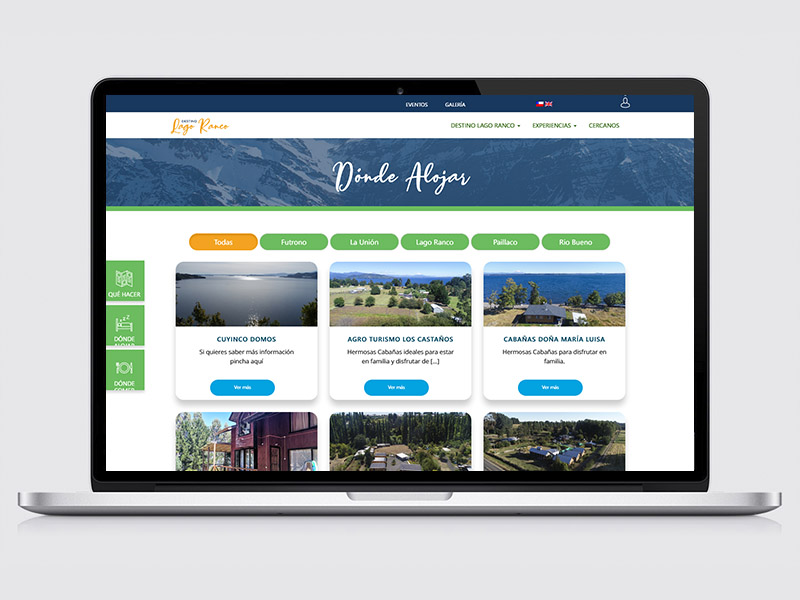 EVENTOS
GALERÍA
DESTINO
Lago Ranco
DESTINO LAGO RANCO
EXPERIENCIAS
CERCANOS
Dónde Alojar
Todas
Futrono
La Unión
Lago Ranco
Paillaco
Río Bueno
QUÉ HACER
DÓNDE
ALOJAR
DÓNDE
COMER
CUYINCO DOMOS
Si quieres saber más información
pincha aquí
Ver más
AGRO TURISMO LOS CASTAÑOS
Hermosas Cabañas ideales para estar
en familia y disfrutar de [...]
Ver más
CABAÑAS DOÑA MARÍA LUISA
Hermosas Cabañas para disfrutar en
familia.
Ver más